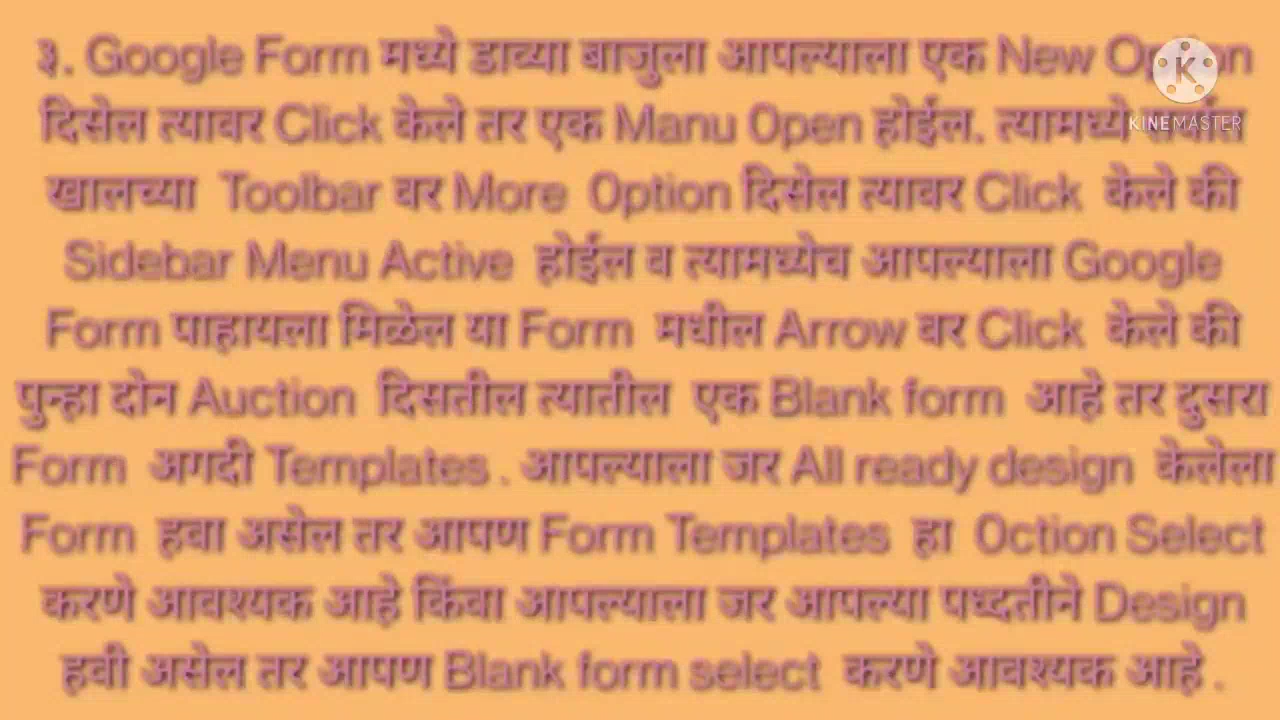 ३. Google Form मध्ये डाव्या बाजुला आपल्याला एक New Option
दिसेल त्यावर Click केले तर एक Manu Open होईल. त्यामध्ये सर्वात
खालच्या Toolbar वर More Option दिसेल त्यावर Click केले की
Sidebar Menu Active होईल व त्यामध्येच आपल्याला Google
Form पाहायला मिळेल या Form मधील Arrow वर Click केले की
पुन्हा दोन Auction दिसतील त्यातील एक Blank form आहे तर दुसरा
Form अगदी Templates . आपल्याला जर All ready design केलेला
Form हवा असेल तर आपण Form Templates हा Oction Select
करणे आवश्यक आहे किंवा आपल्याला जर आपल्या पध्दतीने Design
हवी असेल तर आपण Blank form select करणे आवश्यक आहे .
K
KINEMASTER